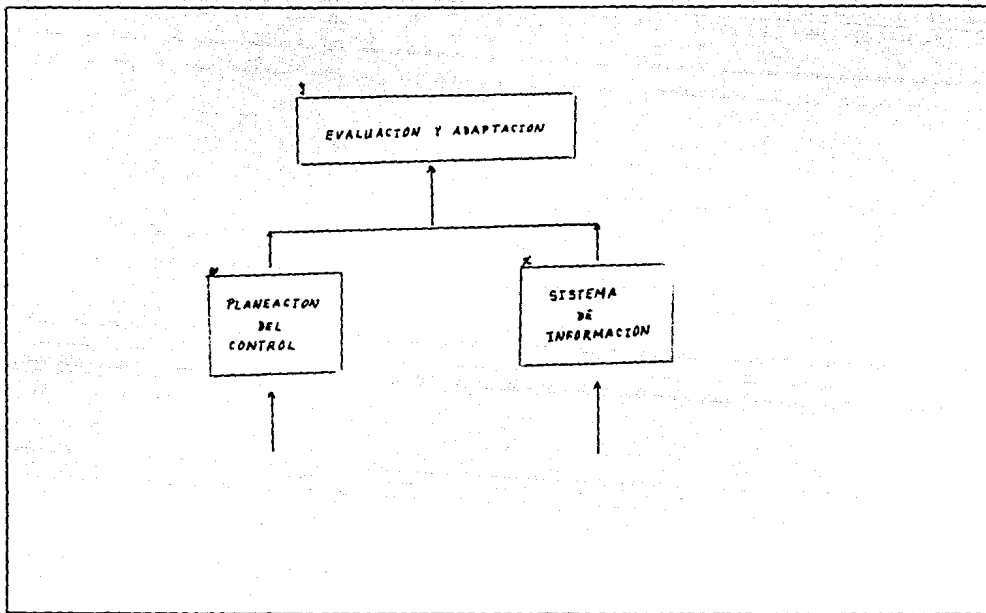 EVALUACION Y ADAPTACION
PLANEACION
DEL
CONTROL
X
SISTEMA
DE
INFORMACION